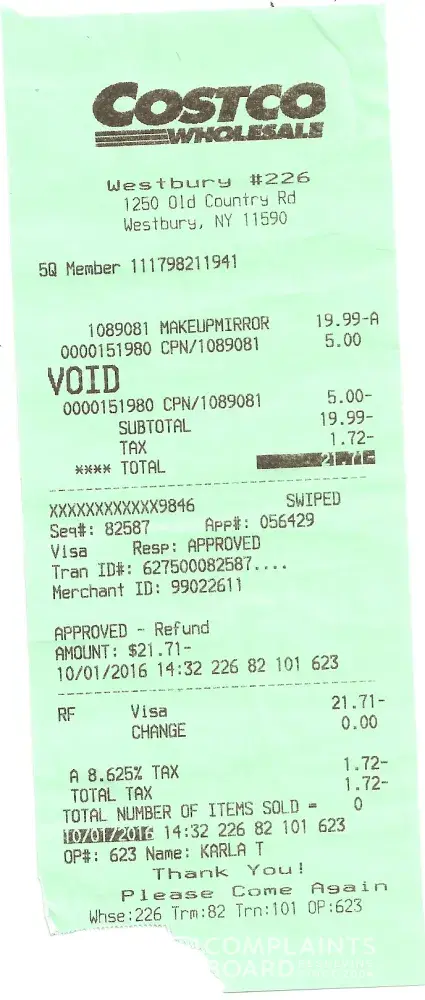 COSTCO
WHOLESALE
Westbury #226
1250 Old Country Rd
Westbury, NY 11590
5Q Member 111798211941
1089081 MAKEUPMIRROR 19.99-A
0000151980 CPN/1089081 5.00
VOID
0000151980 CPN/1089081 5.00-
SUBTOTAL 19.99-
TAX 1.72-
**** TOTAL 21.71-
XXXXXXXXXXXX9846 SWIPED
Seq#: 82587 App#: 056429
Visa Resp: APPROVED
Tran ID#: 627500082587....
Merchant ID: 99022611
APPROVED - Refund
AMOUNT: $21.71-
10/01/2016 14:32 226 82 101 623
RF Visa 21.71-
CHANGE 0.00
A 8.625% TAX 1.72-
TOTAL TAX 1.72-
TOTAL NUMBER OF ITEMS SOLD = 0
10/01/2016 14:32 226 82 101 623
OP#: 623 Name: KARLA T
Thank You!
Please Come Again
Whse:226 Trm:82 Trn:101 OP:623
COMPLAINTS
BOARD